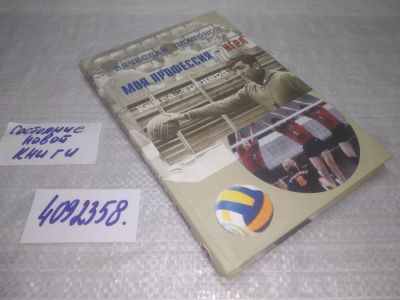 ВЯЧЕСЛАВ ПЛАТОНОВ
МОЯ ПРОФЕССИЯ - ИГРА
Книга тренера
Состояние
новой
книги
4092358.